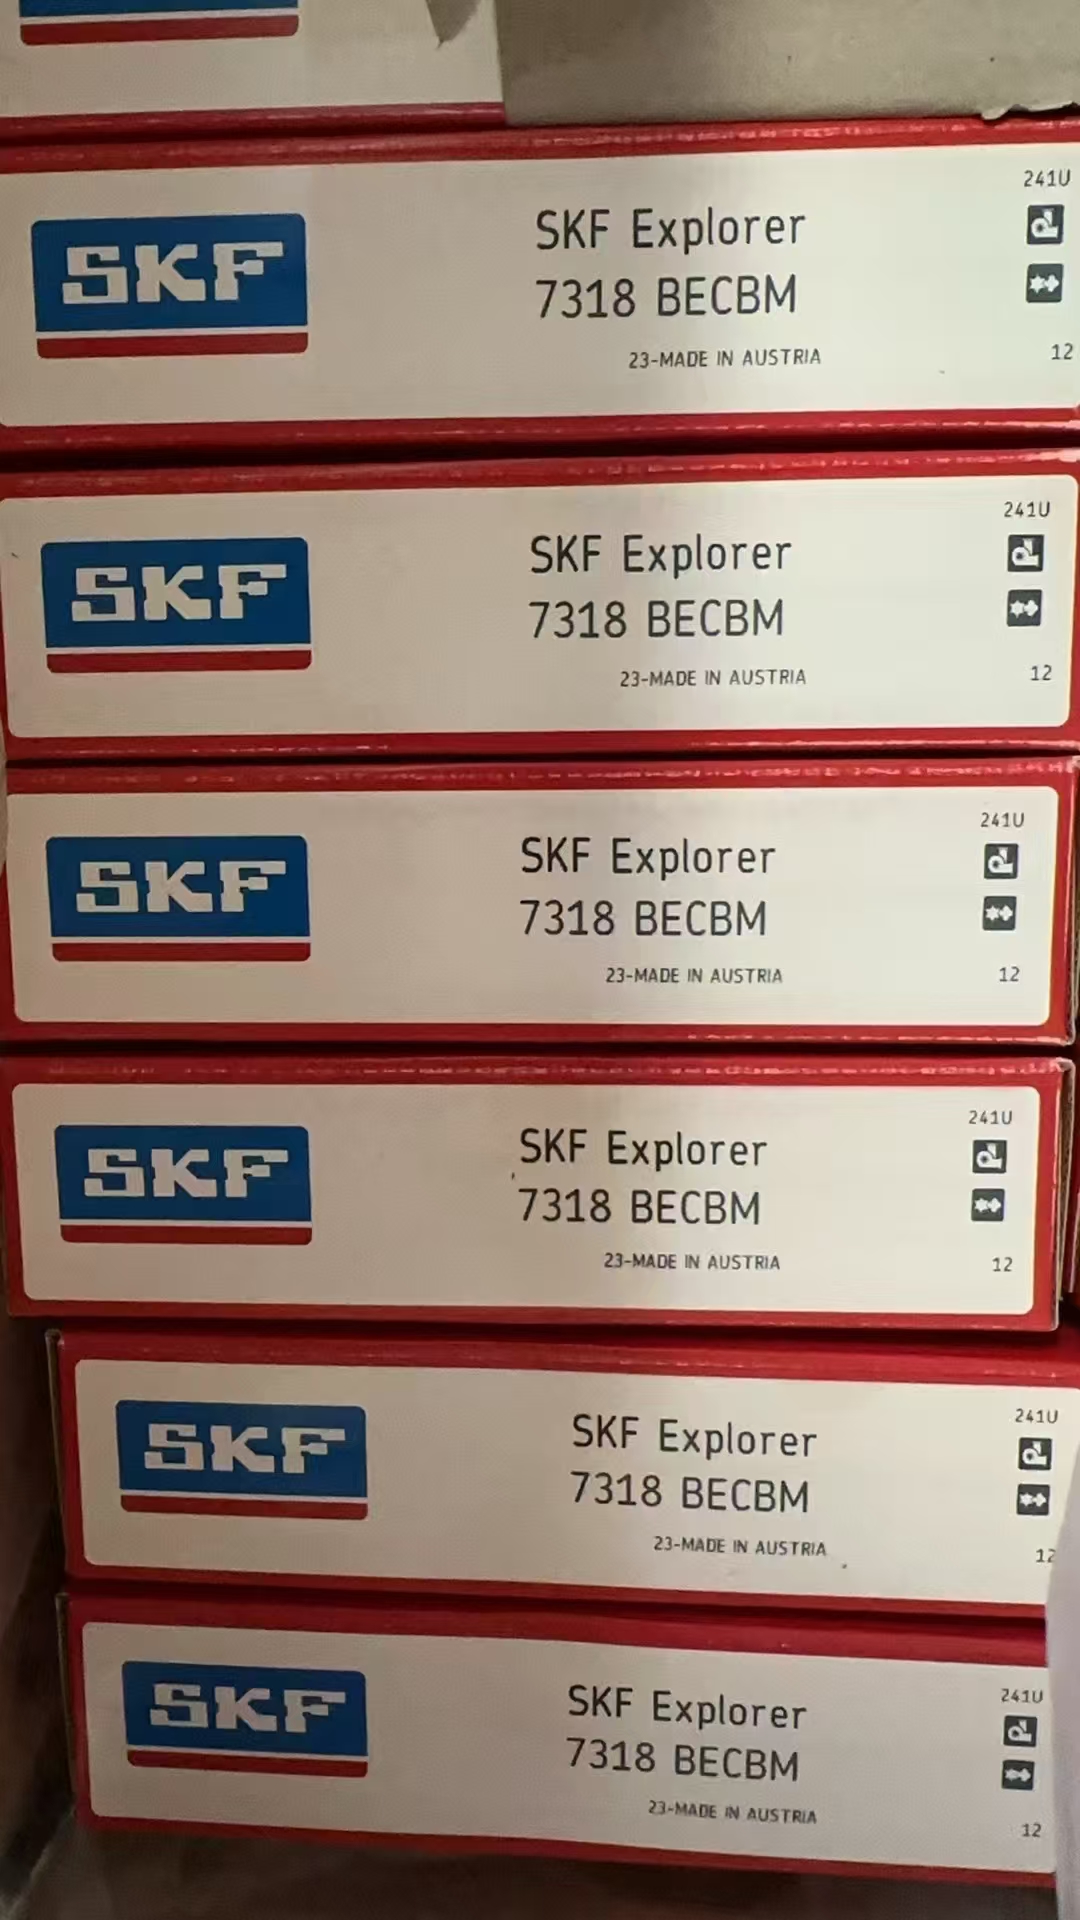 241U
SKF
SKF Explorer
7318 BECBM
23-MADE IN AUSTRIA
12
241U
SKF
SKF Explorer
7318 BECBM
23-MADE IN AUSTRIA
12
241U
SKF
SKF Explorer
7318 BECBM
23-MADE IN AUSTRIA
12
241U
SKF
SKF Explorer
7318 BECBM
23-MADE IN AUSTRIA
12
241U
SKF
SKF Explorer
7318 BECBM
23-MADE IN AUSTRIA
12
241U
SKF
SKF Explorer
7318 BECBM
23-MADE IN AUSTRIA
12